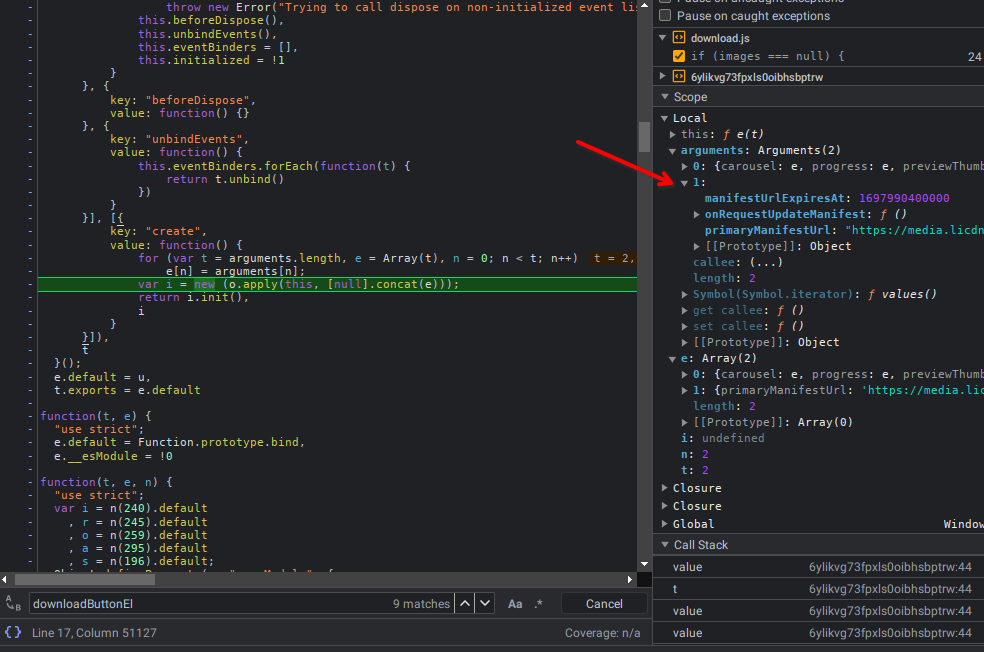 throw new Error("Trying to call dispose on non-initialized event lis
this.beforeDispose(),
this.unbindEvents(),
this.eventBinders = [],
this.initialized = !1
}
}, {
key: "beforeDispose",
value: function() {}
}, {
key: "unbindEvents",
value: function() {
this.eventBinders.forEach(function(t) {
return t.unbind()
})
}
}], [{
key: "create",
value: function() {
for (var t = arguments.length, e = Array(t), n = 0; n < t; n++) t = 2,
e[n] = arguments[n];
var i = new (o.apply(this, [null].concat(e)));
return i.init(),
i
}
}]),
t
}();
e.default = u,
t.exports = e.default
function(t, e) {
"use strict";
e.default = Function.prototype.bind,
e.__esModule = !0
function(t, e, n) {
"use strict";
var i = n(240).default
, r = n(245).default
, o = n(259).default
, a = n(295).default
, s = n(196).default;
A
B
downloadButtonEl
9 matches
Aa
.*
Cancel
{}
Line 17, Column 51127
Coverage: n/a
Pause on uncaught exceptions
Pause on caught exceptions
download.js
if (images === null) {
24
6ylikvg73fpxls0oibhsbptrw
Scope
Local
this: ƒ e(t)
arguments: Arguments(2)
0: {carousel: e, progress: e, previewThumb
1:
manifestUrlExpiresAt: 1697990400000
onRequestUpdateManifest: ƒ ()
primaryManifestUrl: "https://media.licdn
[[Prototype]]: Object
callee: (...)
length: 2
Symbol(Symbol.iterator): ƒ values()
get callee: ƒ ()
set callee: ƒ ()
[[Prototype]]: Object
e: Array(2)
0: {carousel: e, progress: e, previewThumb
1: {primaryManifestUrl: 'https://media.lic
length: 2
[[Prototype]]: Array(0)
i: undefined
n: 2
t: 2
Closure
Closure
Global
Window
Call Stack
value 6ylikvg73fpxls0oibhsbptrw:44
t 6ylikvg73fpxls0oibhsbptrw:44
value 6ylikvg73fpxls0oibhsbptrw:44
value 6ylikvg73fpxls0oibhsbptrw:44